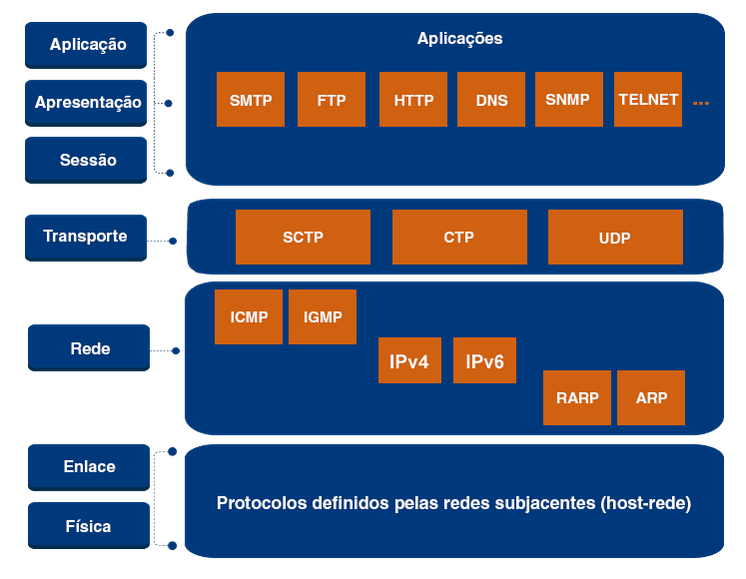 Aplicação
Apresentação
Sessão
Aplicações
SMTP FTP HTTP DNS SNMP TELNET ...
Transporte
SCTP CTP UDP
Rede
ICMP IGMP
IPv4 IPv6
RARP ARP
Enlace
Física
Protocolos definidos pelas redes subjacentes (host-rede)